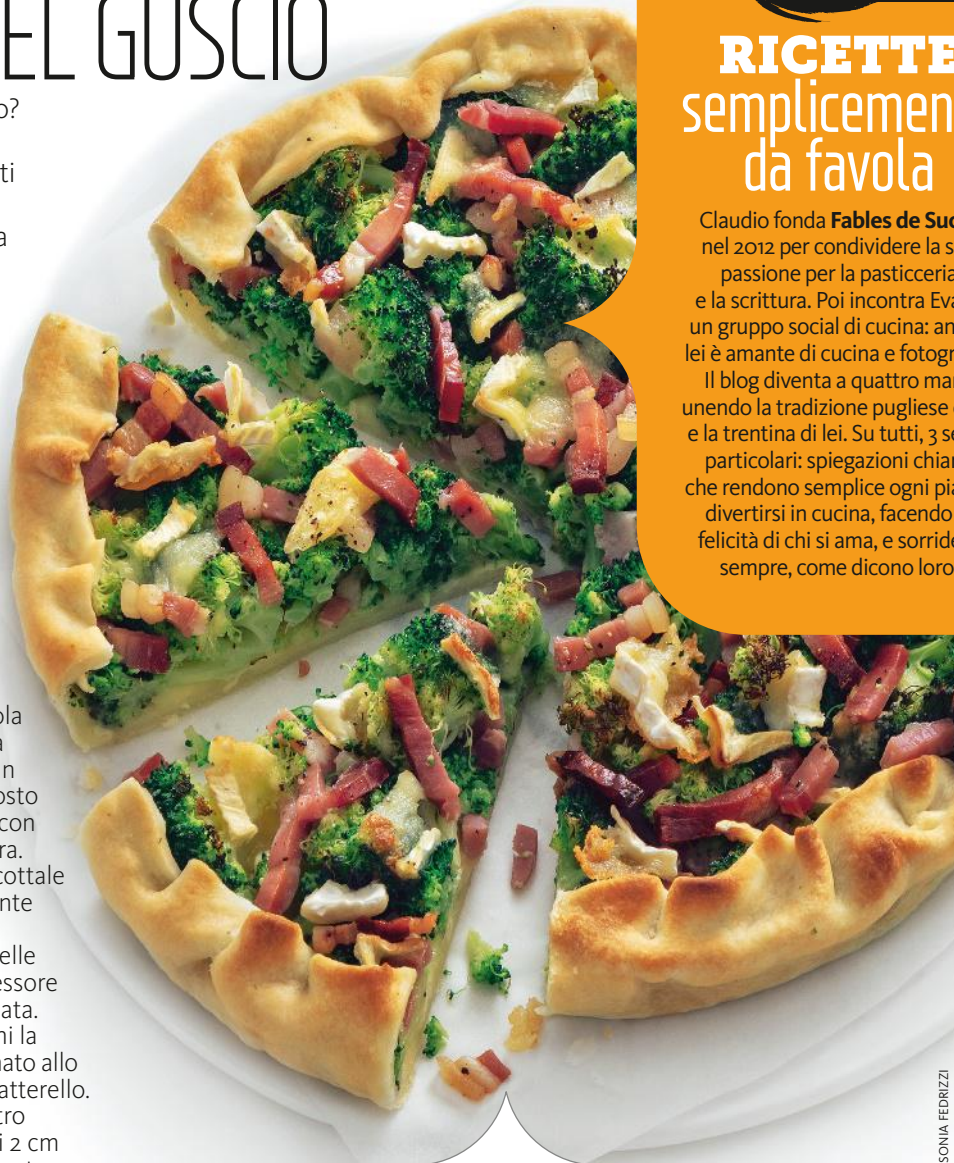 EL GUSCIO
o?
ti
a
ola
a
n
osto
con
ra.
cottale
nte
elle
essore
ata.
ni la
nato allo
atterello.
tro
i 2 cm
RICETTE
semplicemen
da favola
Claudio fonda Fables de Suc
nel 2012 per condividere la s
passione per la pasticceria
e la scrittura. Poi incontra Eva
un gruppo social di cucina: an
lei è amante di cucina e fotogr
Il blog diventa a quattro mar
unendo la tradizione pugliese
e la trentina di lei. Su tutti, 3 se
particolari: spiegazioni chiar
che rendono semplice ogni pia
divertirsi in cucina, facendo
felicità di chi si ama, e sorride
sempre, come dicono loro
SONIA FEDRIZZI